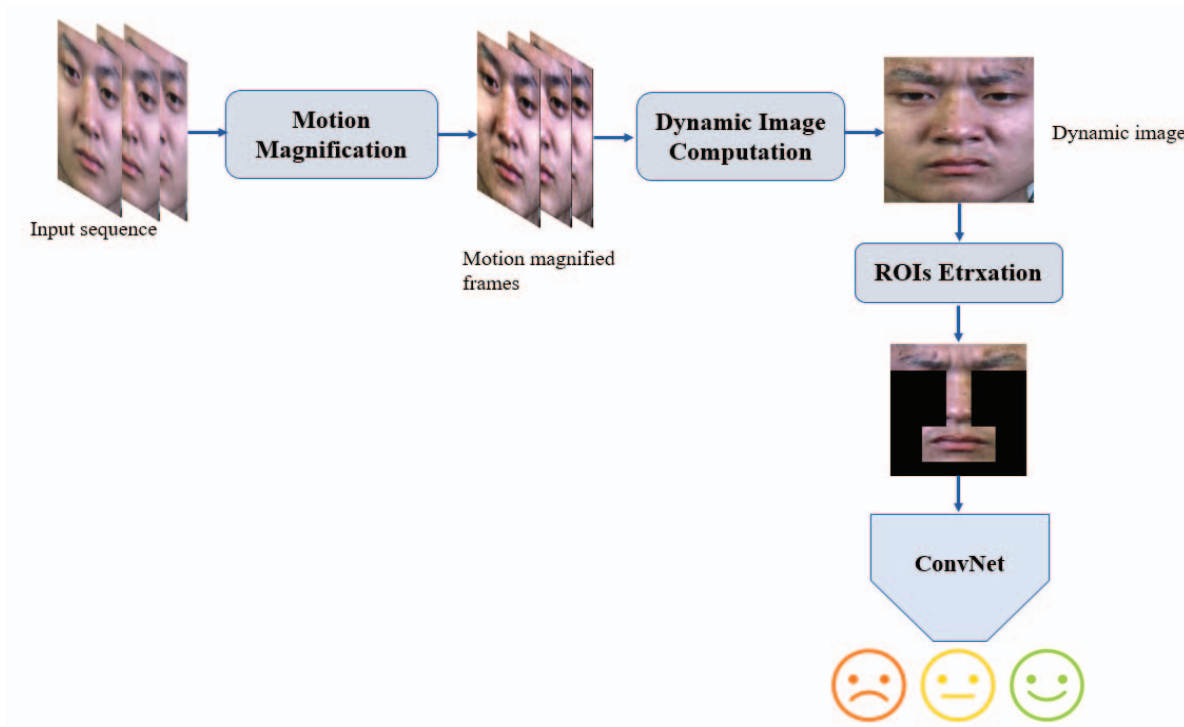 Motion
Magnification
Dynamic Image
Computation
Dynamic image
Input sequence
Motion magnified
frames
ROIs Etrxation
ConvNet